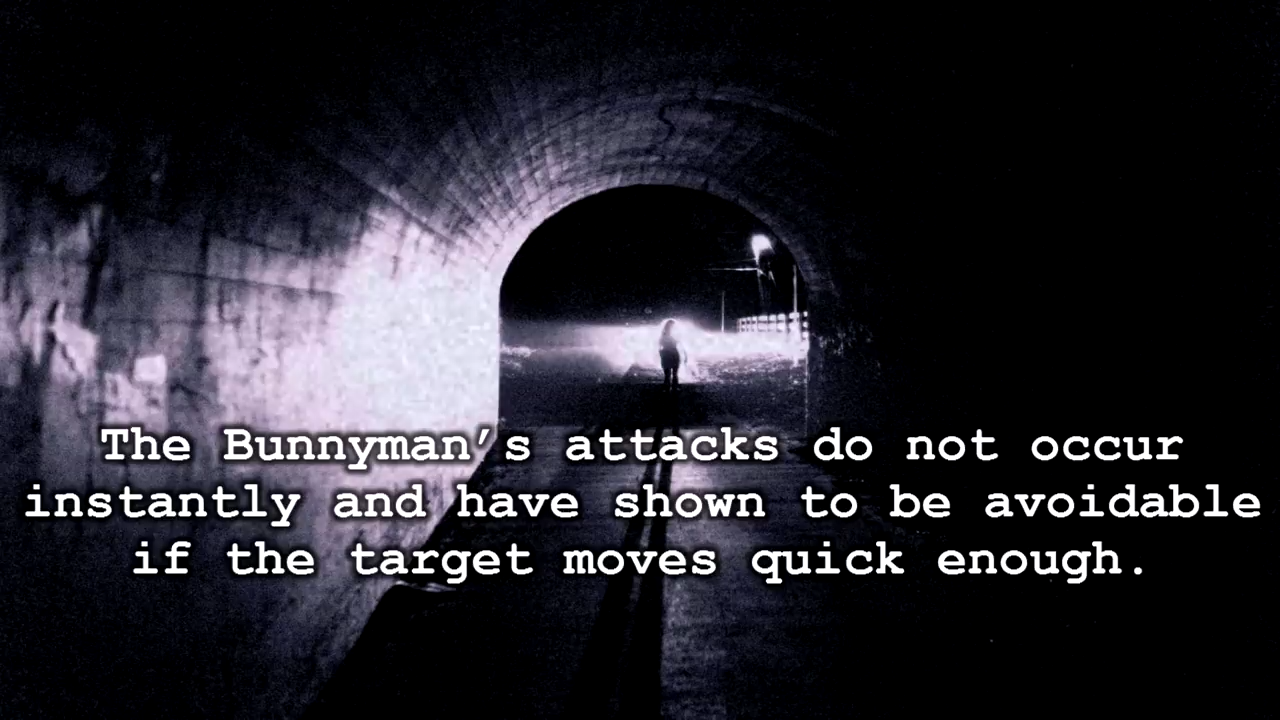 The Bunnyman’s attacks do not occur
instantly and have shown to be avoidable
if the target moves quick enough.